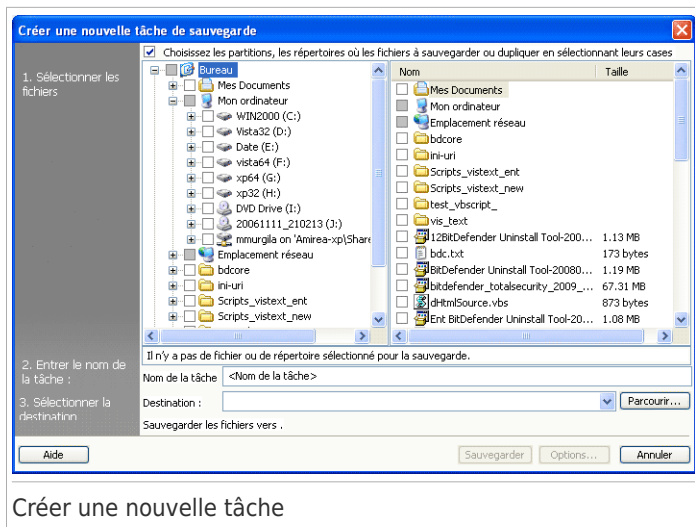 Créer une nouvelle tâche de sauvegarde
Choisissez les partitions, les répertoires où les fichiers à sauvegarder ou dupliquer en sélectionnant leurs cases
1. Sélectionner les
fichiers
Bureau
Mes Documents
Mon ordinateur
WIN2000 (C:)
Vista32 (D:)
Date (E:)
vista64 (F:)
xp64 (G:)
xp32 (H:)
DVD Drive (I:)
20061111_210213 (J:)
mmurgila on 'Amirea-xp\Share
Emplacement réseau
bdcore
ini-uri
Scripts_vistext_ent
Scripts_vistext_new
Nom Taille
Mes Documents
Mon ordinateur
Emplacement réseau
bdcore
ini-uri
Scripts_vistext_ent
Scripts_vistext_new
test_vbscript_
vis_text
12BitDefender Uninstall Tool-200... 1.13 MB
bdc.txt 173 bytes
BitDefender Uninstall Tool-20080... 1.19 MB
bitdefender_totalsecurity_2009_... 67.31 MB
dHtmlSource.vbs 873 bytes
Ent BitDefender Uninstall Tool-20... 1.08 MB
Il n'y a pas de fichier ou de répertoire sélectionné pour la sauvegarde.
2. Entrer le nom de
la tâche :
Nom de la tâche <Nom de la tâche>
3. Sélectionner la
destination
Destination : Parcourir...
Sauvegarder les fichiers vers .
Aide Sauvegarder Options... Annuler
Créer une nouvelle tâche